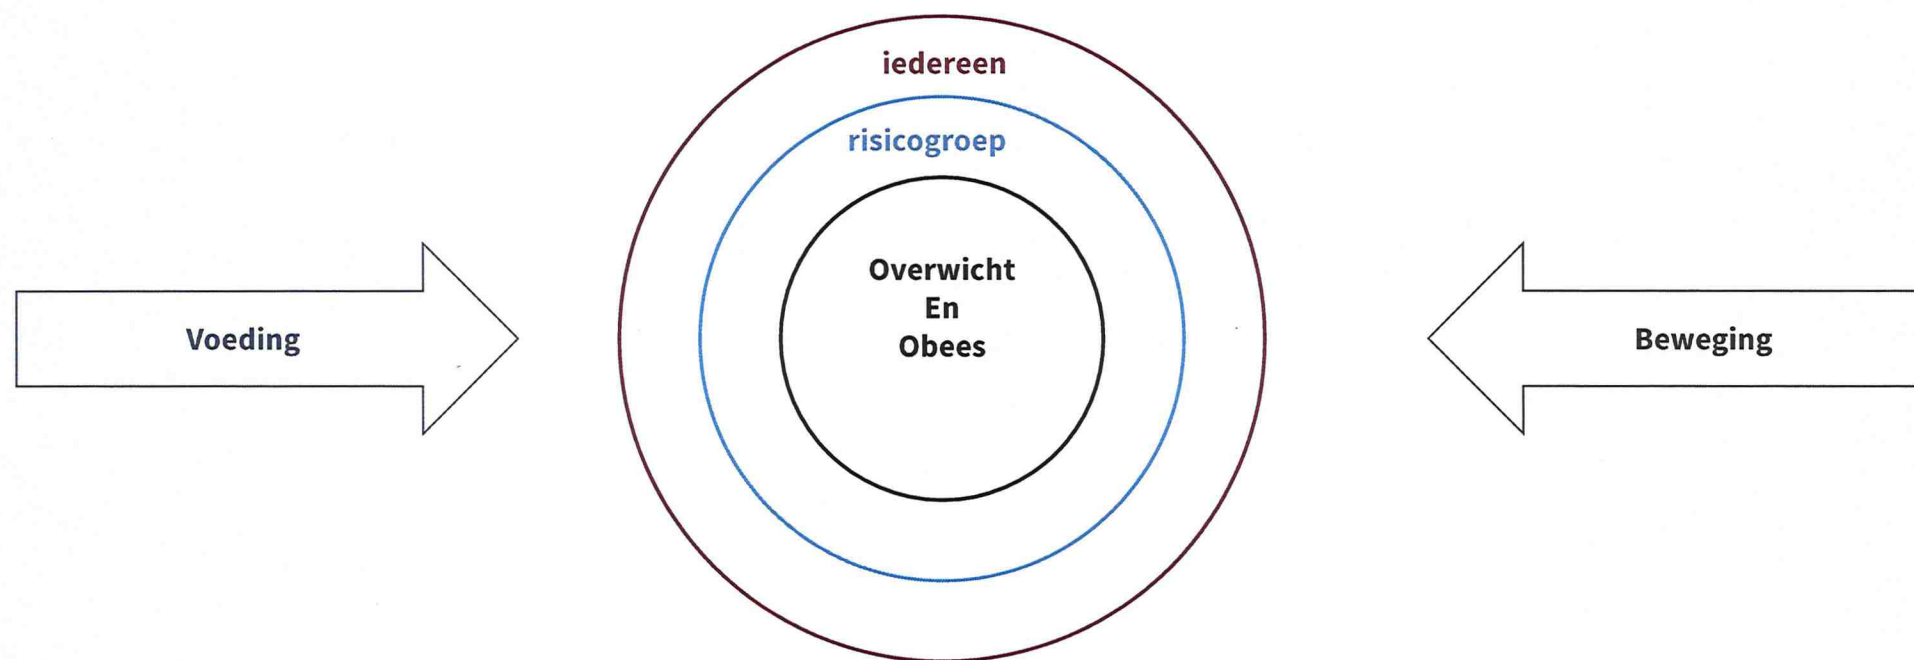 iedereen
risicogroep
Overwicht
En
Obees
Voeding
Beweging